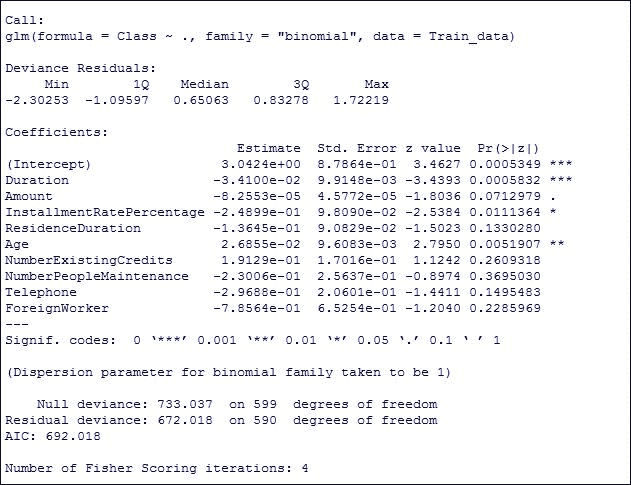 Call:
glm(formula = Class ~ ., family = "binomial", data = Train_data)
Deviance Residuals:
Min 1Q Median 3Q Max
-2.30253 -1.09597 0.65063 0.83278 1.72219
Coefficients:
Estimate Std. Error z value Pr(>|z|)
(Intercept) 3.0424e+00 8.7864e-01 3.4627 0.0005349 ***
Duration -3.4100e-02 9.9148e-03 -3.4393 0.0005832 ***
Amount -8.2553e-05 4.5772e-05 -1.8036 0.0712979 .
InstallmentRatePercentage -2.4899e-01 9.8090e-02 -2.5384 0.0111364 *
ResidenceDuration -1.3645e-01 9.0829e-02 -1.5023 0.1330280
Age 2.6855e-02 9.6083e-03 2.7950 0.0051907 **
NumberExistingCredits 1.9129e-01 1.7016e-01 1.1242 0.2609318
NumberPeopleMaintenance -2.3006e-01 2.5637e-01 -0.8974 0.3695030
Telephone -2.9688e-01 2.0601e-01 -1.4411 0.1495483
ForeignWorker -7.8564e-01 6.5254e-01 -1.2040 0.2285969
---
Signif. codes: 0 ‘***’ 0.001 ‘**’ 0.01 ‘*’ 0.05 ‘.’ 0.1 ‘ ’ 1
(Dispersion parameter for binomial family taken to be 1)
Null deviance: 733.037 on 599 degrees of freedom
Residual deviance: 672.018 on 590 degrees of freedom
AIC: 692.018
Number of Fisher Scoring iterations: 4